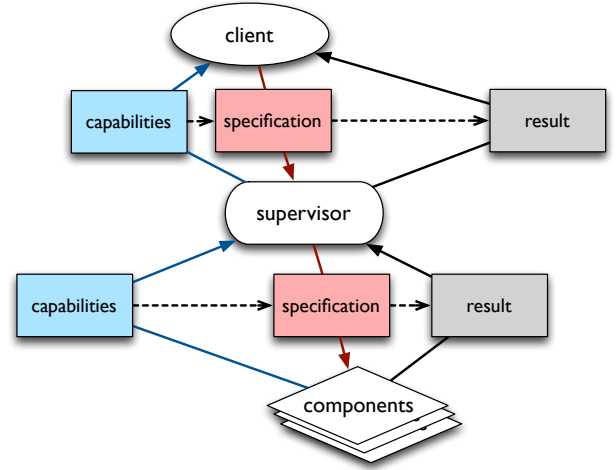 client
capabilities
specification
result
supervisor
capabilities
specification
result
components